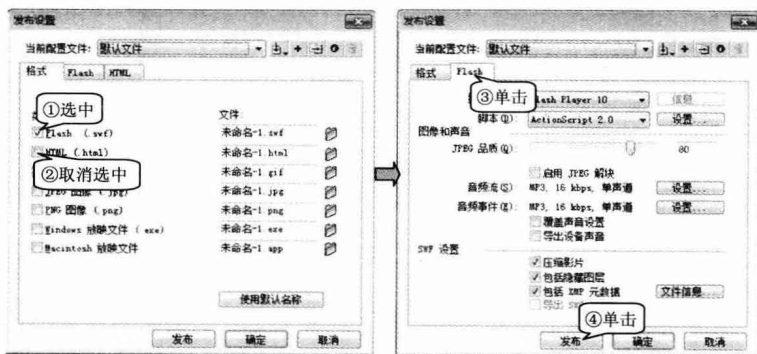 发布设置
当前配置文件: 默认文件
格式 Flash HTML
①选中
文件:
Flash (.swf) 未命名-1.swf
HTML (.html) 未命名-1.html
②取消选中
未命名-1.gif
JPEG 图像 (.jpg) 未命名-1.jpg
PNG 图像 (.png) 未命名-1.png
Windows 放映文件 (.exe) 未命名-1.exe
Macintosh 放映文件 未命名-1.app
使用默认名称
发布 确定 取消
发布设置
当前配置文件: 默认文件
格式 Flash
③单击
Flash Player 10
脚本(I): ActionScript 2.0 设置...
图像和声音
JPEG 品质(Q): 80
启用 JPEG 解块
音频流(S): MP3, 16 kbps, 单声道 设置...
音频事件(E): MP3, 16 kbps, 单声道 设置...
覆盖声音设置
导出设备声音
SWF 设置
压缩影片
包括隐藏图层
包括 XMP 元数据 文件信息...
导出
④单击
发布 确定 取消